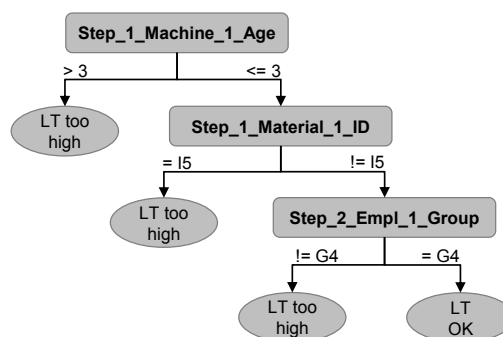 Step_1_Machine_1_Age
> 3
<= 3
LT too
high
Step_1_Material_1_ID
= I5
!= I5
LT too
high
Step_2_Empl_1_Group
!= G4
= G4
LT too
high
LT
OK